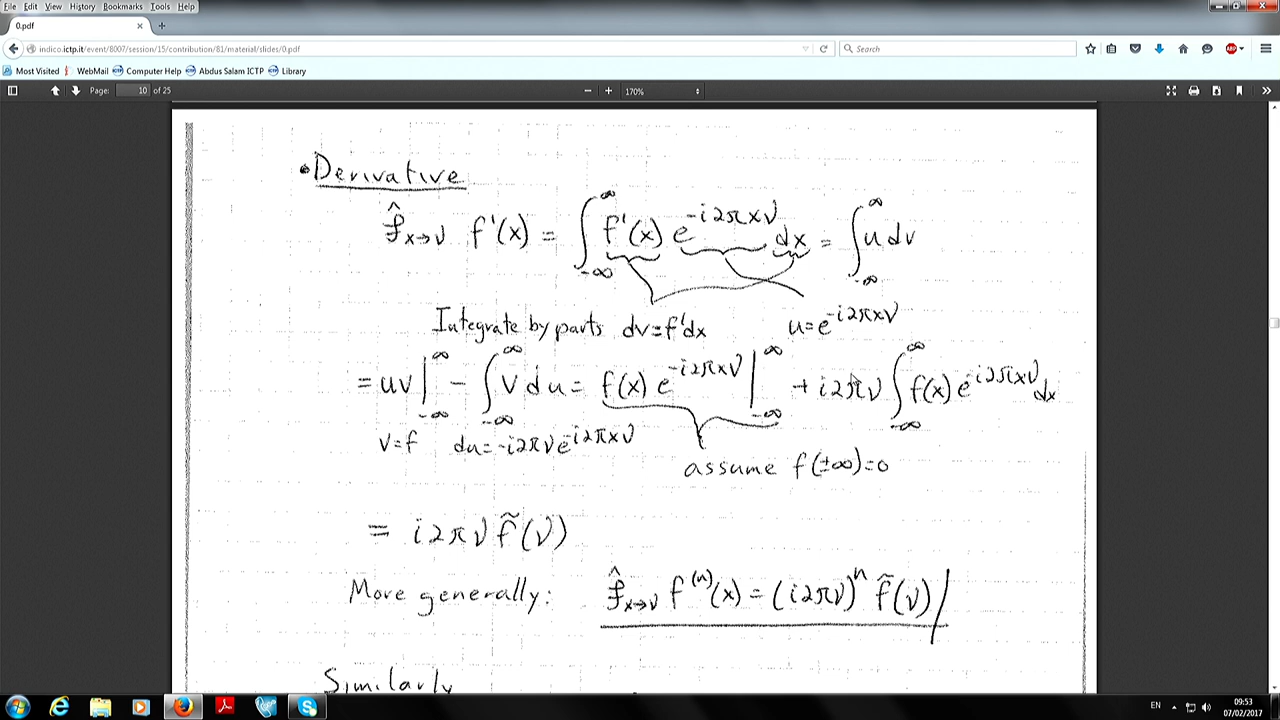 File Edit View History Bookmarks Tools Help
0.pdf
indico.ictp.it/event/8007/session/15/contribution/81/material/slides/0.pdf
Search
Most Visited WebMail Computer Help Abdus Salam ICTP Library
Page: 10 of 25
170%
• Derivative
f̂ₓ→ν f'(x) = ∫_{-∞}^{∞} f'(x) e^{-i2πxν} dx = ∫_{-∞}^{∞} u dv
Integrate by parts dv=f'dx u=e^{-i2πxν}
= uv|_{-∞}^{∞} - ∫_{-∞}^{∞} v du = f(x) e^{-i2πxν}|_{-∞}^{∞} + i2πν ∫_{-∞}^{∞} f(x) e^{-i2πxν} dx
v=f du=-i2πνe^{-i2πxν}
assume f(±∞)=0
= i2πν f̃(ν)
More generally: f̂ₓ→ν f^{(n)}(x) = (i2πν)^n f̃(ν)
Similarly
EN 09:53
07/02/2017